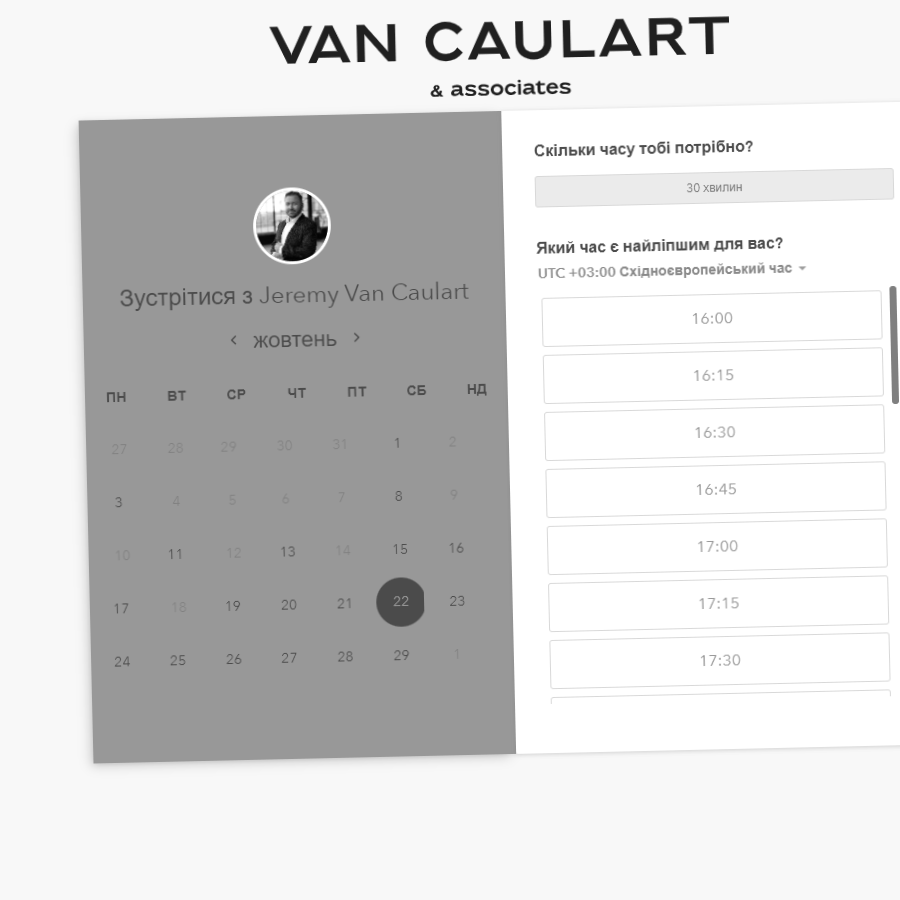 VAN CAULART
& associates
Зустрітися з Jeremy Van Caulart
жовтень
ПН ВТ СР ЧТ ПТ СБ НД
27 28 29 30 31 1 2
3 4 5 6 7 8 9
10 11 12 13 14 15 16
17 18 19 20 21 22 23
24 25 26 27 28 29 1
Скільки часу тобі потрібно?
30 хвилин
Який час є найліпшим для вас?
UTC +03:00 Східноєвропейський час
16:00
16:15
16:30
16:45
17:00
17:15
17:30